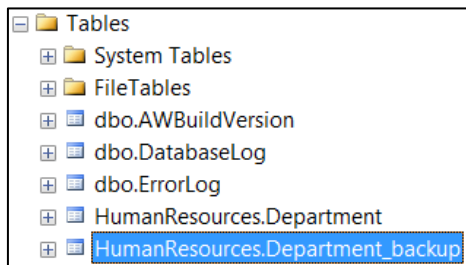 Tables
System Tables
FileTables
dbo.AWBuildVersion
dbo.DatabaseLog
dbo.ErrorLog
HumanResources.Department
HumanResources.Department_backup